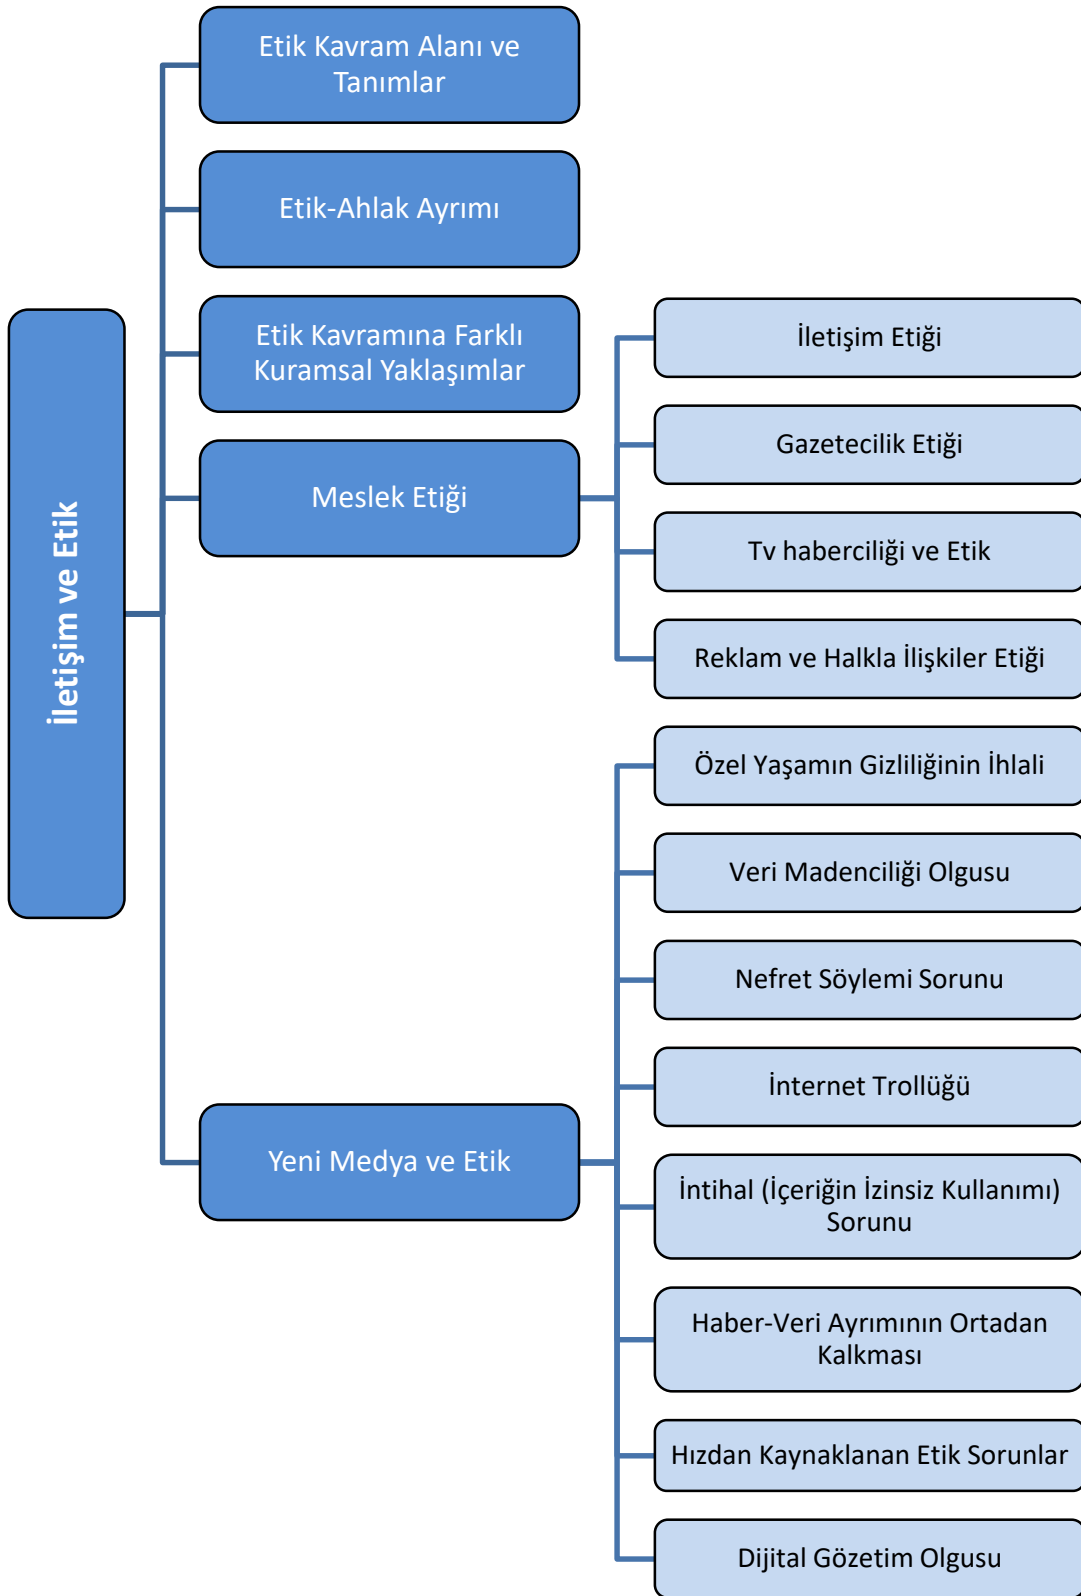 İletişim ve Etik
Etik Kavram Alanı ve
Tanımlar
Etik-Ahlak Ayrımı
Etik Kavramına Farklı
Kuramsal Yaklaşımlar
Meslek Etiği
İletişim Etiği
Gazetecilik Etiği
Tv haberciliği ve Etik
Reklam ve Halkla İlişkiler Etiği
Yeni Medya ve Etik
Özel Yaşamın Gizliliğinin İhlali
Veri Madenciliği Olgusu
Nefret Söylemi Sorunu
İnternet Trollüğü
İntihal (İçeriğin İzinsiz Kullanımı)
Sorunu
Haber-Veri Ayrımının Ortadan
Kalkması
Hızdan Kaynaklanan Etik Sorunlar
Dijital Gözetim Olgusu